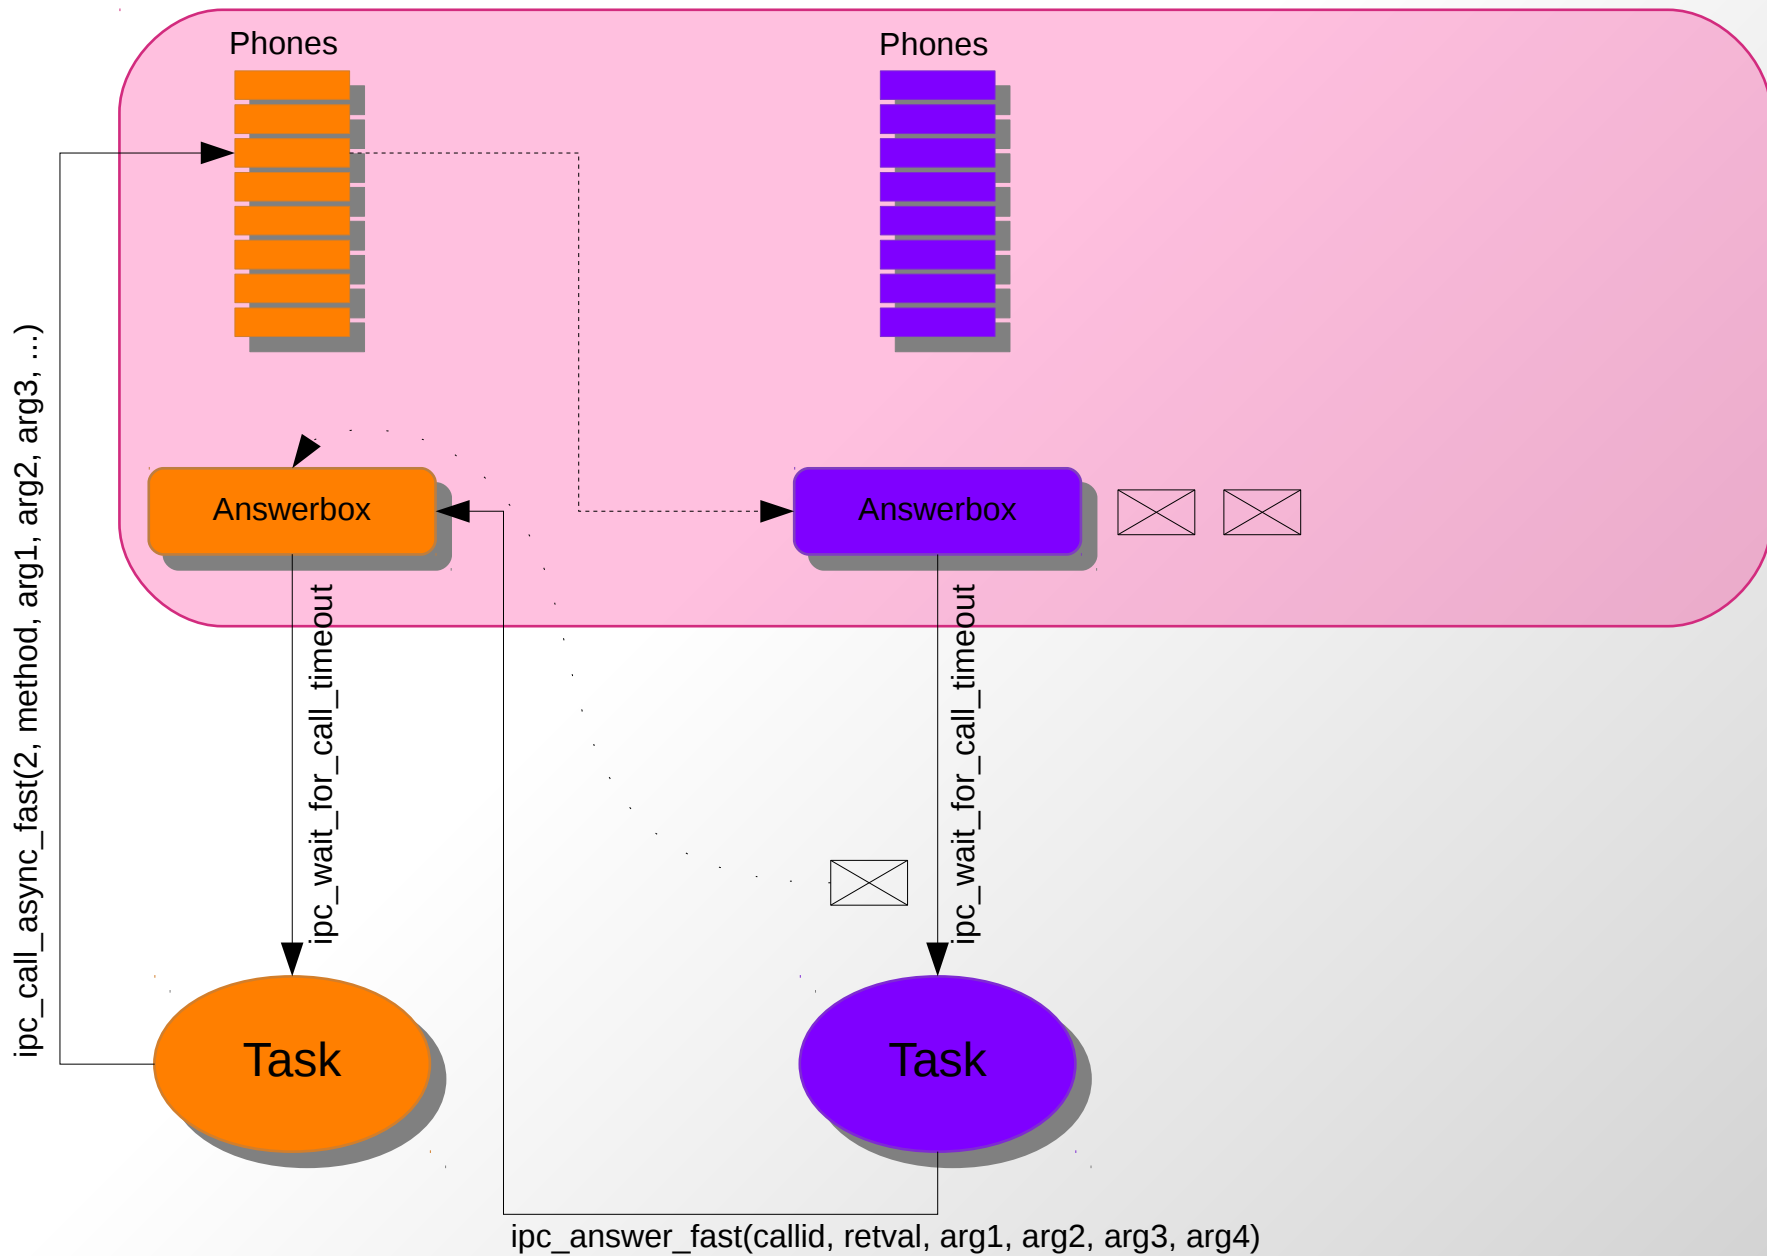 Phones
Phones
Answerbox
Answerbox
ipc_call_async_fast(2, method, arg1, arg2, arg3, ...)
ipc_wait_for_call_timeout
ipc_wait_for_call_timeout
Task
Task
ipc_answer_fast(callid, retval, arg1, arg2, arg3, arg4)